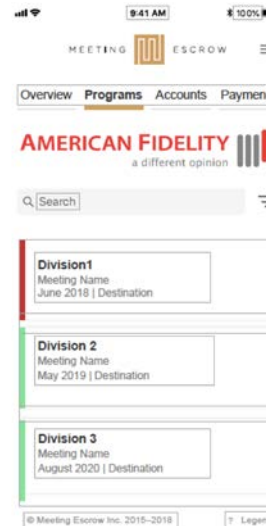 9:41 AM 100%
MEETING ESCROW
Overview Programs Accounts Paymen
AMERICAN FIDELITY
a different opinion
Search
Division1
Meeting Name
June 2018 | Destination
Division 2
Meeting Name
May 2019 | Destination
Division 3
Meeting Name
August 2020 | Destination
© Meeting Escrow Inc. 2015–2018 ? Legen